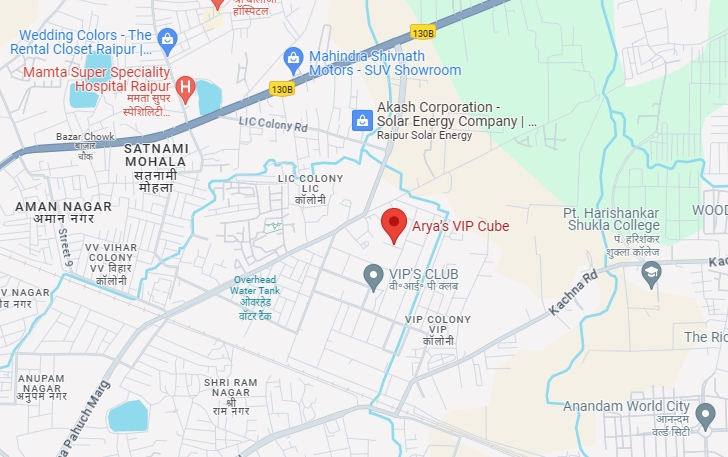 श्री बालाजी
हॉस्पिटल
Wedding Colors - The
Rental Closet Raipur |...
130B
Mahindra Shivnath
Motors - SUV Showroom
Mamta Super Speciality
Hospital Raipur
ममता सुपर
स्पेशिलिटी...
H
130B
Akash Corporation -
Solar Energy Company | ...
Raipur Solar Energy
LIC Colony Rd
Bazar Chowk
बाजार
चोक
SATNAMI
MOHALA
सतनामी
मोहला
LIC COLONY
LIC
कॉलोनी
AMAN NAGAR
अमान नगर
Street 9
Arya's VIP Cube
Pt. Harishankar
Shukla College
पं. हरिशंकर
शुक्ला कॉलेज
WOOD
VV VIHAR
COLONY
VV विहार
कॉलोनी
VIP'S CLUB
वी॰आई॰ पी क्लब
Overhead
Water Tank
ओवरहेड
वॉटर टैंक
Kachna Rd
Kac
V NAGAR
नगर
VIP COLONY
VIP
कॉलोनी
The Ric
ANUPAM
NAGAR
अनुपम नगर
SHRI RAM
NAGAR
श्री
राम नगर
a Pahuch Marg
Anandam World City
आनन्दम
वर्ल्ड सिटी